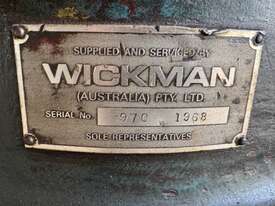 SUPPLIED AND SERVICED BY
WICKMAN
(AUSTRALIA) PTY. LTD.
SERIAL No 970 1968
SOLE REPRESENTATIVES